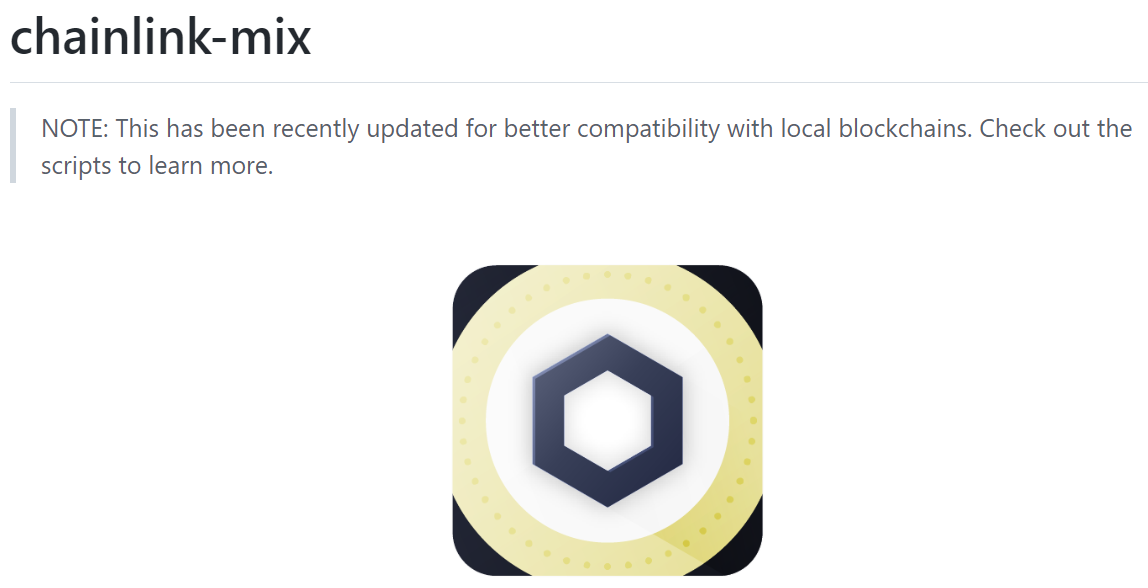 chainlink-mix
NOTE: This has been recently updated for better compatibility with local blockchains. Check out the
scripts to learn more.